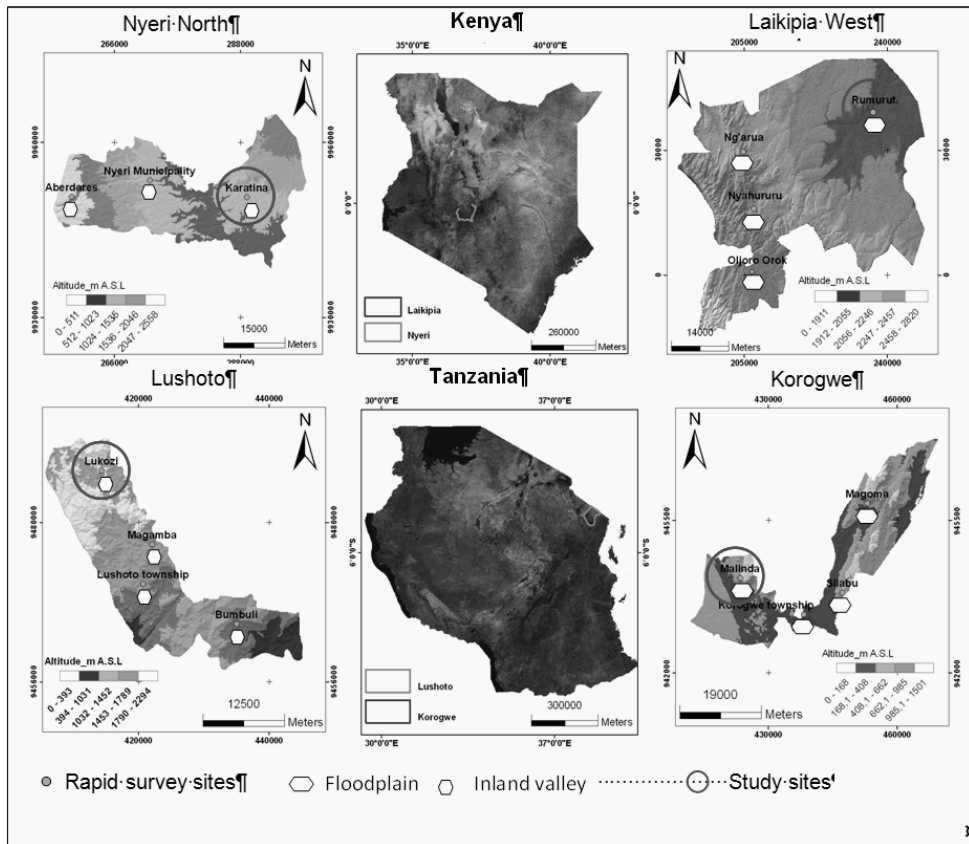 Nyeri·North¶
Kenya¶
Laikipia·West¶
266000 288000
35°0'0"E 40°0'0"E
205000 240000
N
N
9960000
9960000
30000
30000
Aberdares
Nyeri Municipality
Karatina
0°0'0"
0°0'0"
Rumurut
Ng'arua
Nyahururu
Oljoro Orok
0
0
Altitude_m A.S.L
0 - 511
512 - 1023
1024 - 1535
1536 - 2046
2047 - 2558
15000
Meters
9930000
9930000
266000 288000
Laikipia
Nyeri
260000
Meters
35°0'0"E 40°0'0"E
Altitude_m A.S.L
0 - 1911
1912 - 2055
2056 - 2246
2247 - 2457
2458 - 2820
14000
Meters
205000 240000
Lushoto¶
Tanzania¶
Korogwe¶
420000 440000
30°0'0"E 37°0'0"E
430000 460000
N
N
Lukozi
Magamba
Lushoto township
Bumbuli
9480000
9480000
6°0'0"S
6°0'0"S
945500
945500
Magoma
Malinda
Silabu
Korogwe township
Altitude_m A.S.L
0 - 393
394 - 1031
1032 - 1452
1453 - 1789
1790 - 2294
12500
Meters
9456000
9456000
420000 440000
Lushoto
Korogwe
300000
Meters
30°0'0"E 37°0'0"E
Altitude_m A.S.L
0 - 168
168,1 - 408
408,1 - 662
662,1 - 985
985,1 - 1501
19000
Meters
942000
942000
430000 460000
Rapid·survey·sites¶ Floodplain Inland valley Study·sites